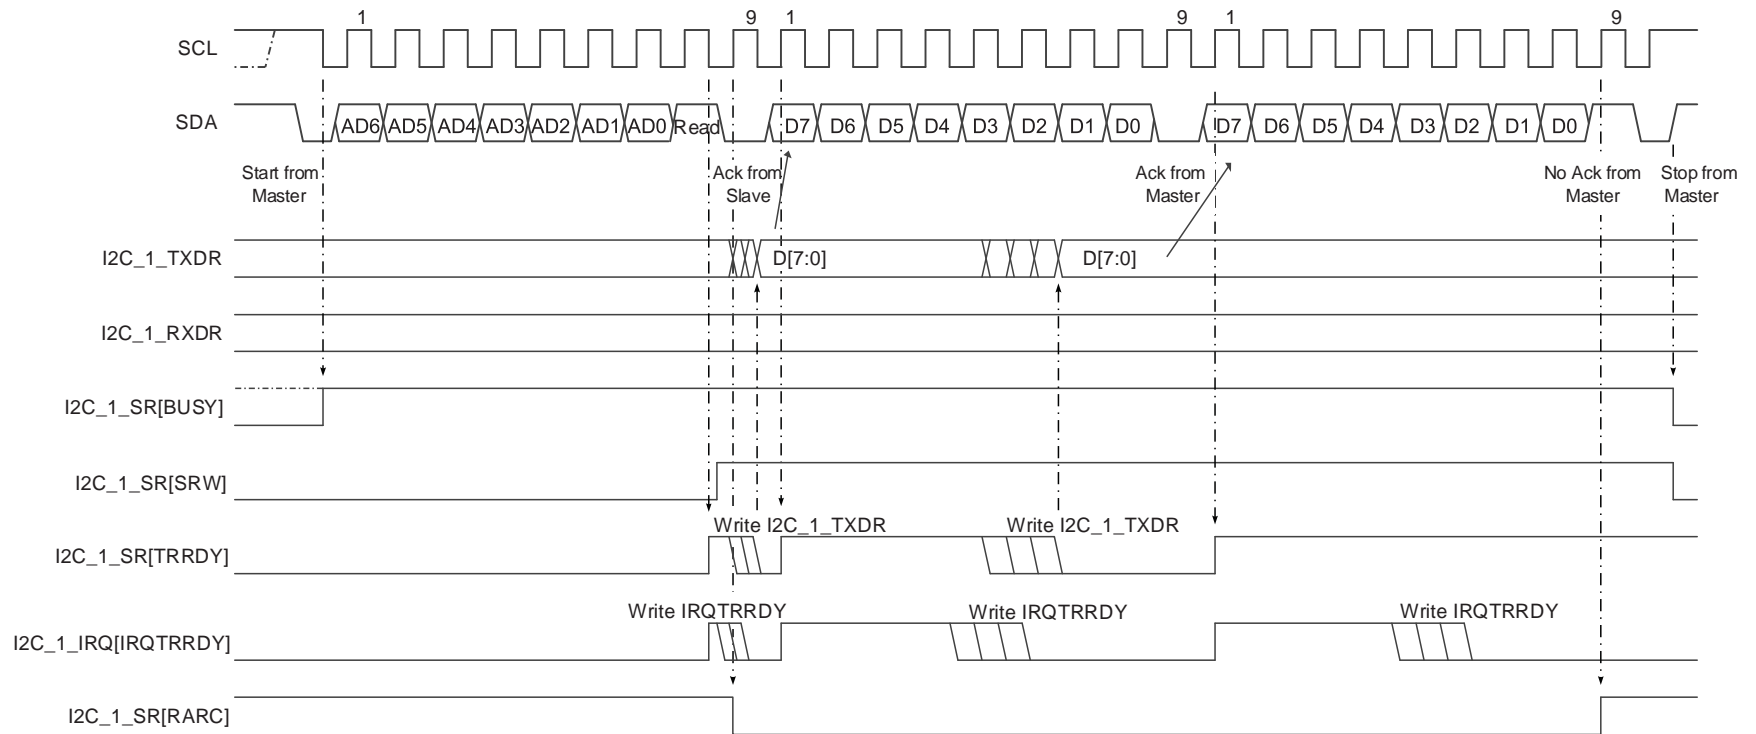 1 9 1 9 1 9
SCL
SDA AD6 AD5 AD4 AD3 AD2 AD1 AD0 Read D7 D6 D5 D4 D3 D2 D1 D0 D7 D6 D5 D4 D3 D2 D1 D0
Start from
Master
Ack from
Slave
Ack from
Master
No Ack from
Master
Stop from
Master
I2C_1_TXDR D[7:0] D[7:0]
I2C_1_RXDR
I2C_1_SR[BUSY]
I2C_1_SR[SRW]
Write I2C_1_TXDR Write I2C_1_TXDR
I2C_1_SR[TRRDY]
Write IRQTRRDY Write IRQTRRDY Write IRQTRRDY
I2C_1_IRQ[IRQTRRDY]
I2C_1_SR[RARC]